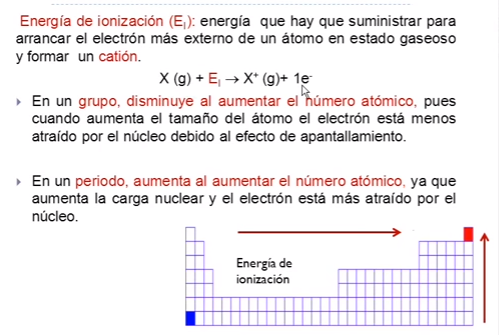 Energía de ionización (EI): energía que hay que suministrar para
arrancar el electrón más externo de un átomo en estado gaseoso
y formar un catión.
X (g) + EI → X+ (g)+ 1e-
En un grupo, disminuye al aumentar el número atómico, pues
cuando aumenta el tamaño del átomo el electrón está menos
atraído por el núcleo debido al efecto de apantallamiento.
En un periodo, aumenta al aumentar el número atómico, ya que
aumenta la carga nuclear y el electrón está más atraído por el
núcleo.
Energía de
ionización